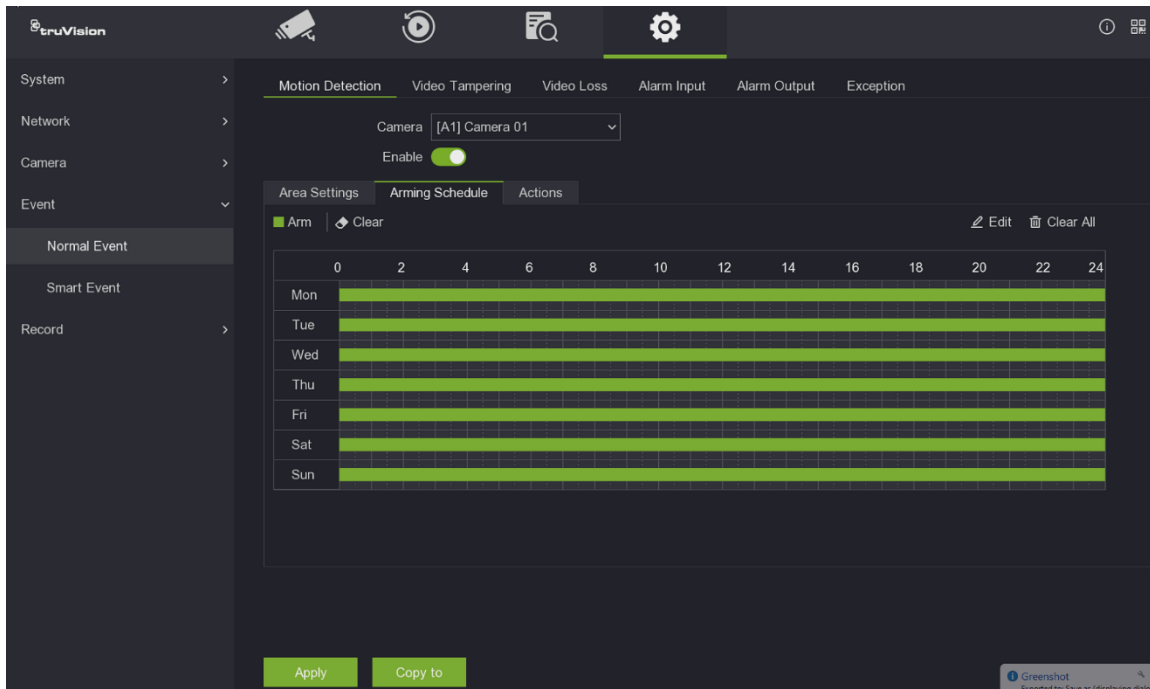 truVision
System
Network
Camera
Event
Normal Event
Smart Event
Record
Motion Detection Video Tampering Video Loss Alarm Input Alarm Output Exception
Camera [A1] Camera 01
Enable
Area Settings Arming Schedule Actions
Arm Clear Edit Clear All
0 2 4 6 8 10 12 14 16 18 20 22 24
Mon
Tue
Wed
Thu
Fri
Sat
Sun
Apply Copy to
Greenshot